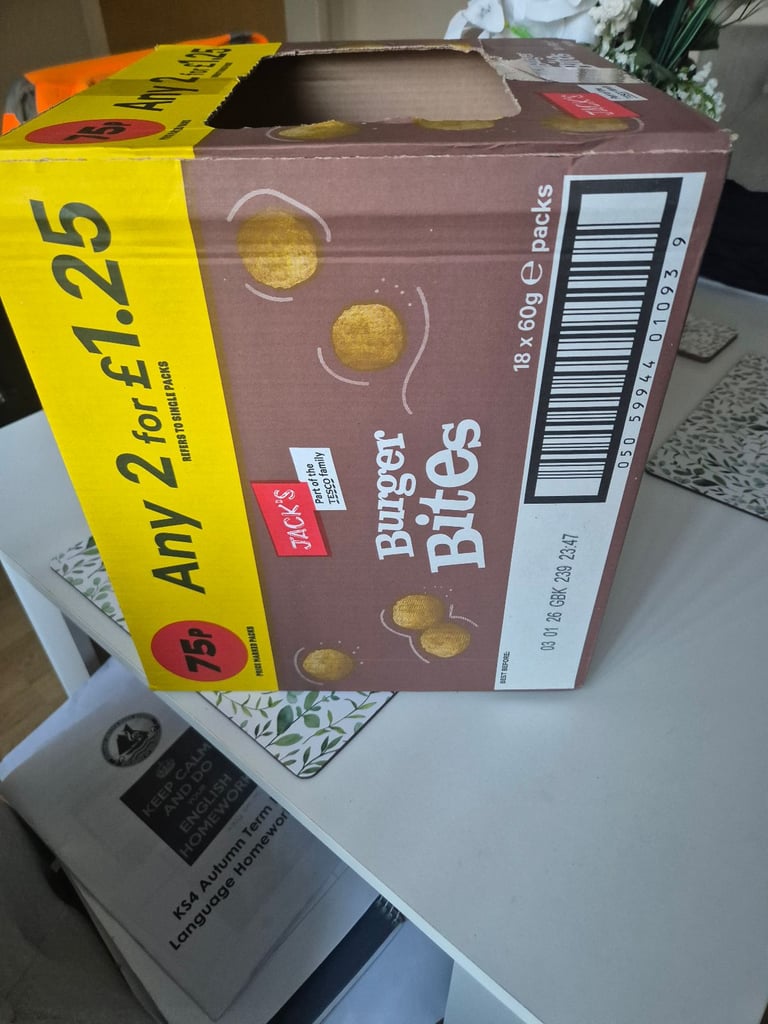 75p Any 2 for £1.25
PRICE MARKED PACKS
REFERS TO SINGLE PACKS
75p
Any 2 for £1.25
JACK'S
Part of the
TESCO family
Burger
Bites
18 x 60g e packs
050 59944 01093 9
BEST BEFORE:
03 01 26 GBK 239 23:47
JACK'S
KEEP CALM
AND DO
YOUR
ENGLISH
HOMEWORK
KS4 Autumn Term
Language Homewor